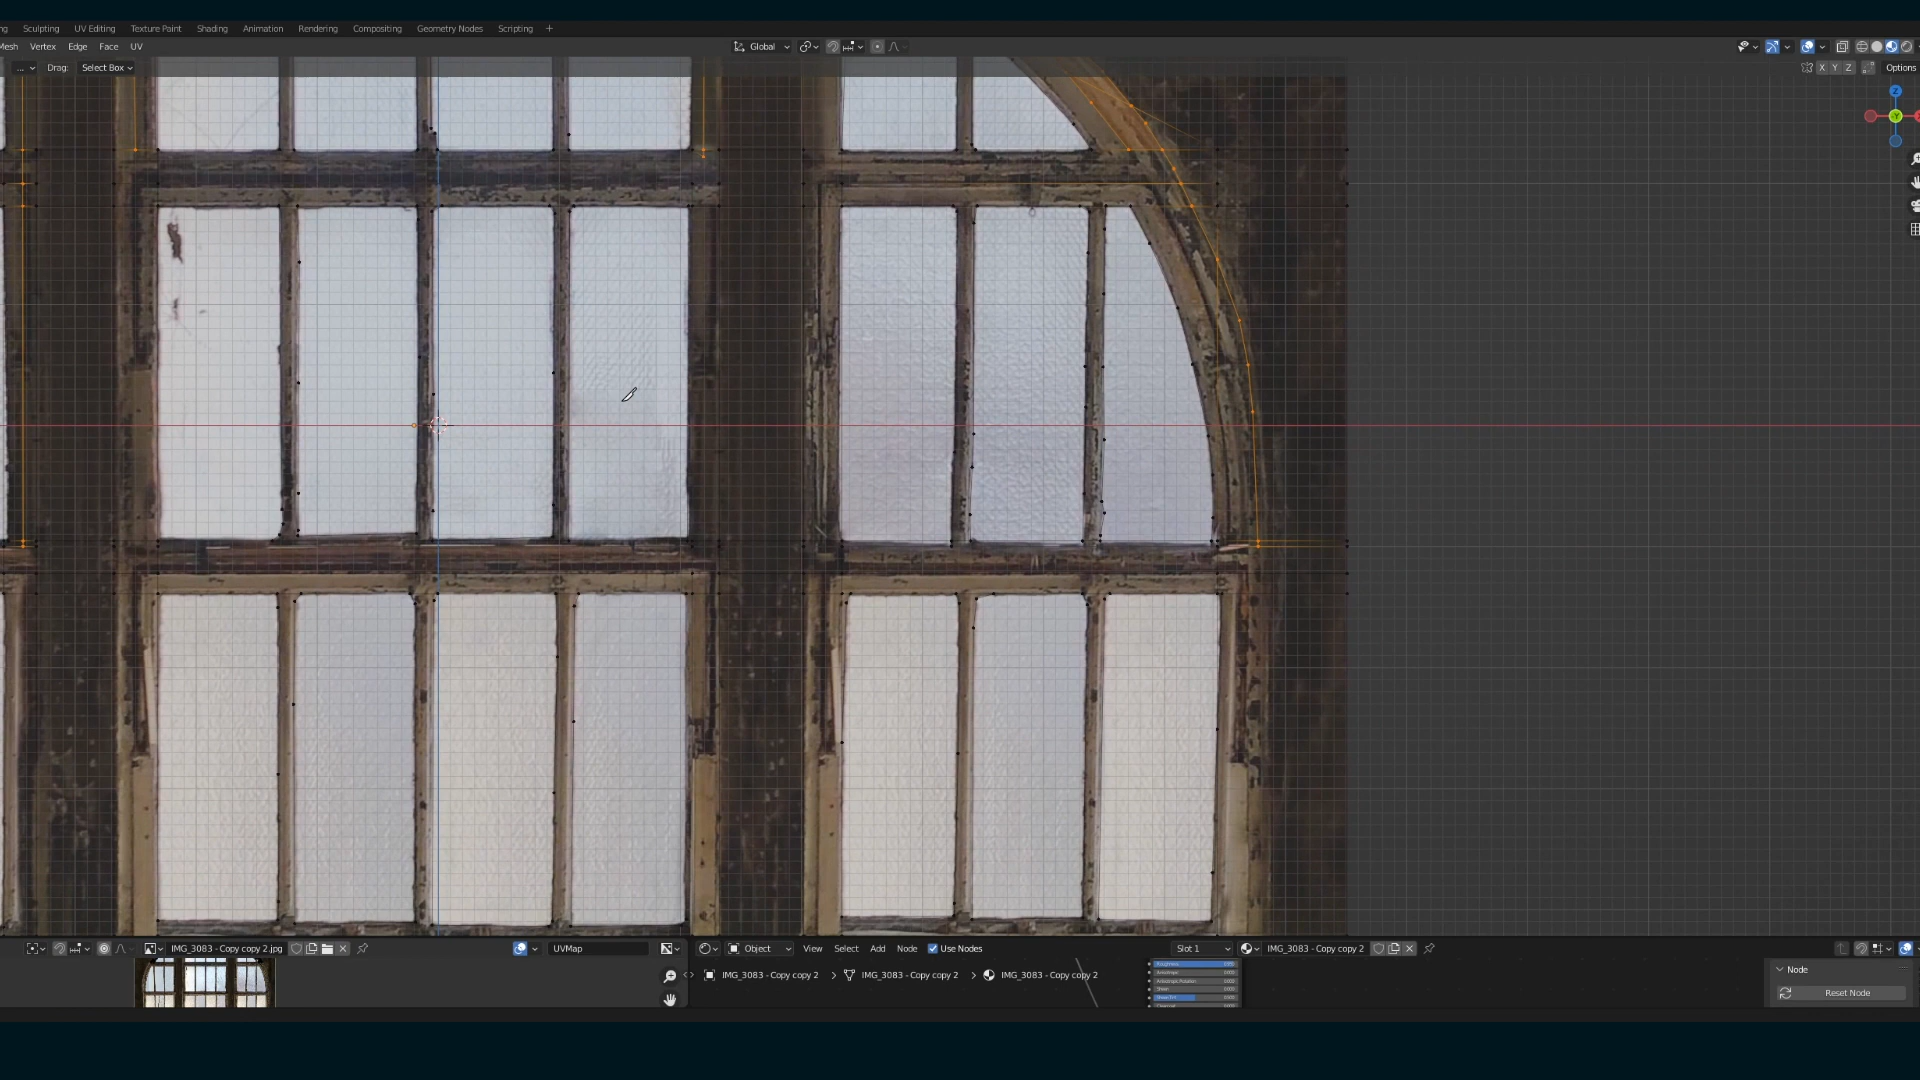 Sculpting UV Editing Texture Paint Shading Animation Rendering Compositing Geometry Nodes Scripting +
Mesh Vertex Edge Face UV Global
... Drag: Select Box X Y Z Options
Z
Y
IMG_3083 - Copy copy 2.jpg UVMap Object View Select Add Node Use Nodes Slot 1 IMG_3083 - Copy copy 2
IMG_3083 - Copy copy 2 IMG_3083 - Copy copy 2 IMG_3083 - Copy copy 2 Node
Reset Node